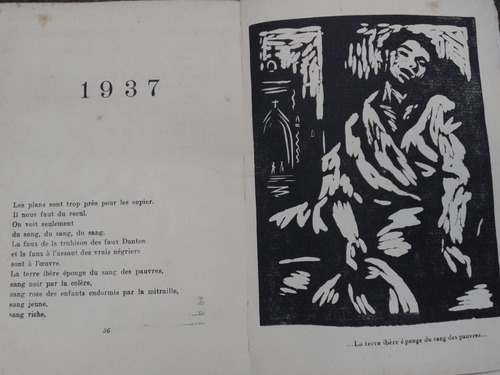 1937
Les plans sont trop près pour les copier.
Il nous faut du recul.
On voit seulement
du sang, du sang, du sang.
La faux de la trahison des faux Danton
et la faux à l'assaut des vrais négriers
sont à l'œuvre.
La terre ibère éponge du sang des pauvres,
sang noir par la colère,
sang rose des enfants endormis par la mitraille,
sang jeune,
sang riche,
36
...La terre ibère éponge du sang des pauvres...